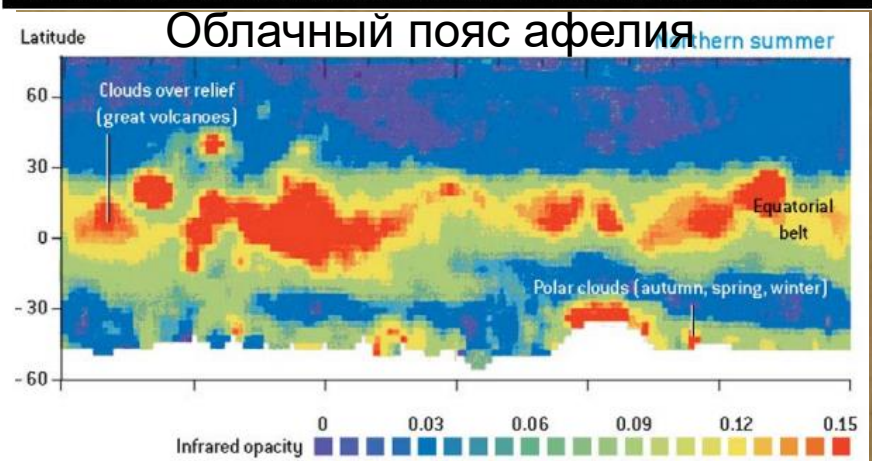 Облачный пояс афелия
Latitude
Northern summer
60
Clouds over relief
(great volcanoes)
30
Equatorial
belt
0
Polar clouds (autumn, spring, winter)
- 30
- 60
0 0.03 0.06 0.09 0.12 0.15
Infrared opacity